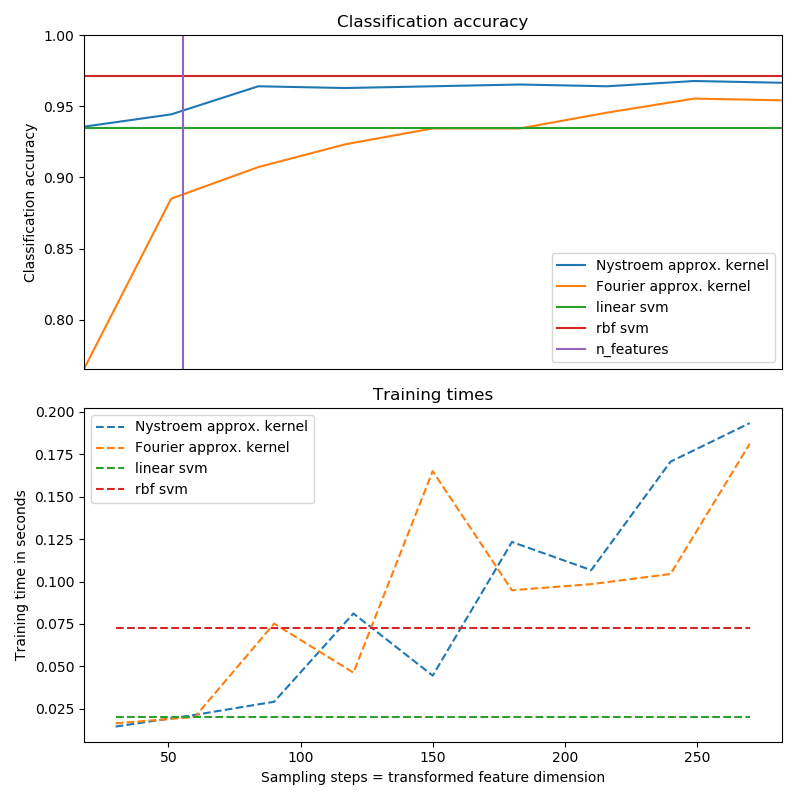 Classification accuracy
1.00
0.95
0.90
0.85
0.80
Classification accuracy
Nystroem approx. kernel
Fourier approx. kernel
linear svm
rbf svm
n_features
Training times
0.200
0.175
0.150
0.125
0.100
0.075
0.050
0.025
Training time in seconds
Nystroem approx. kernel
Fourier approx. kernel
linear svm
rbf svm
50 100 150 200 250
Sampling steps = transformed feature dimension